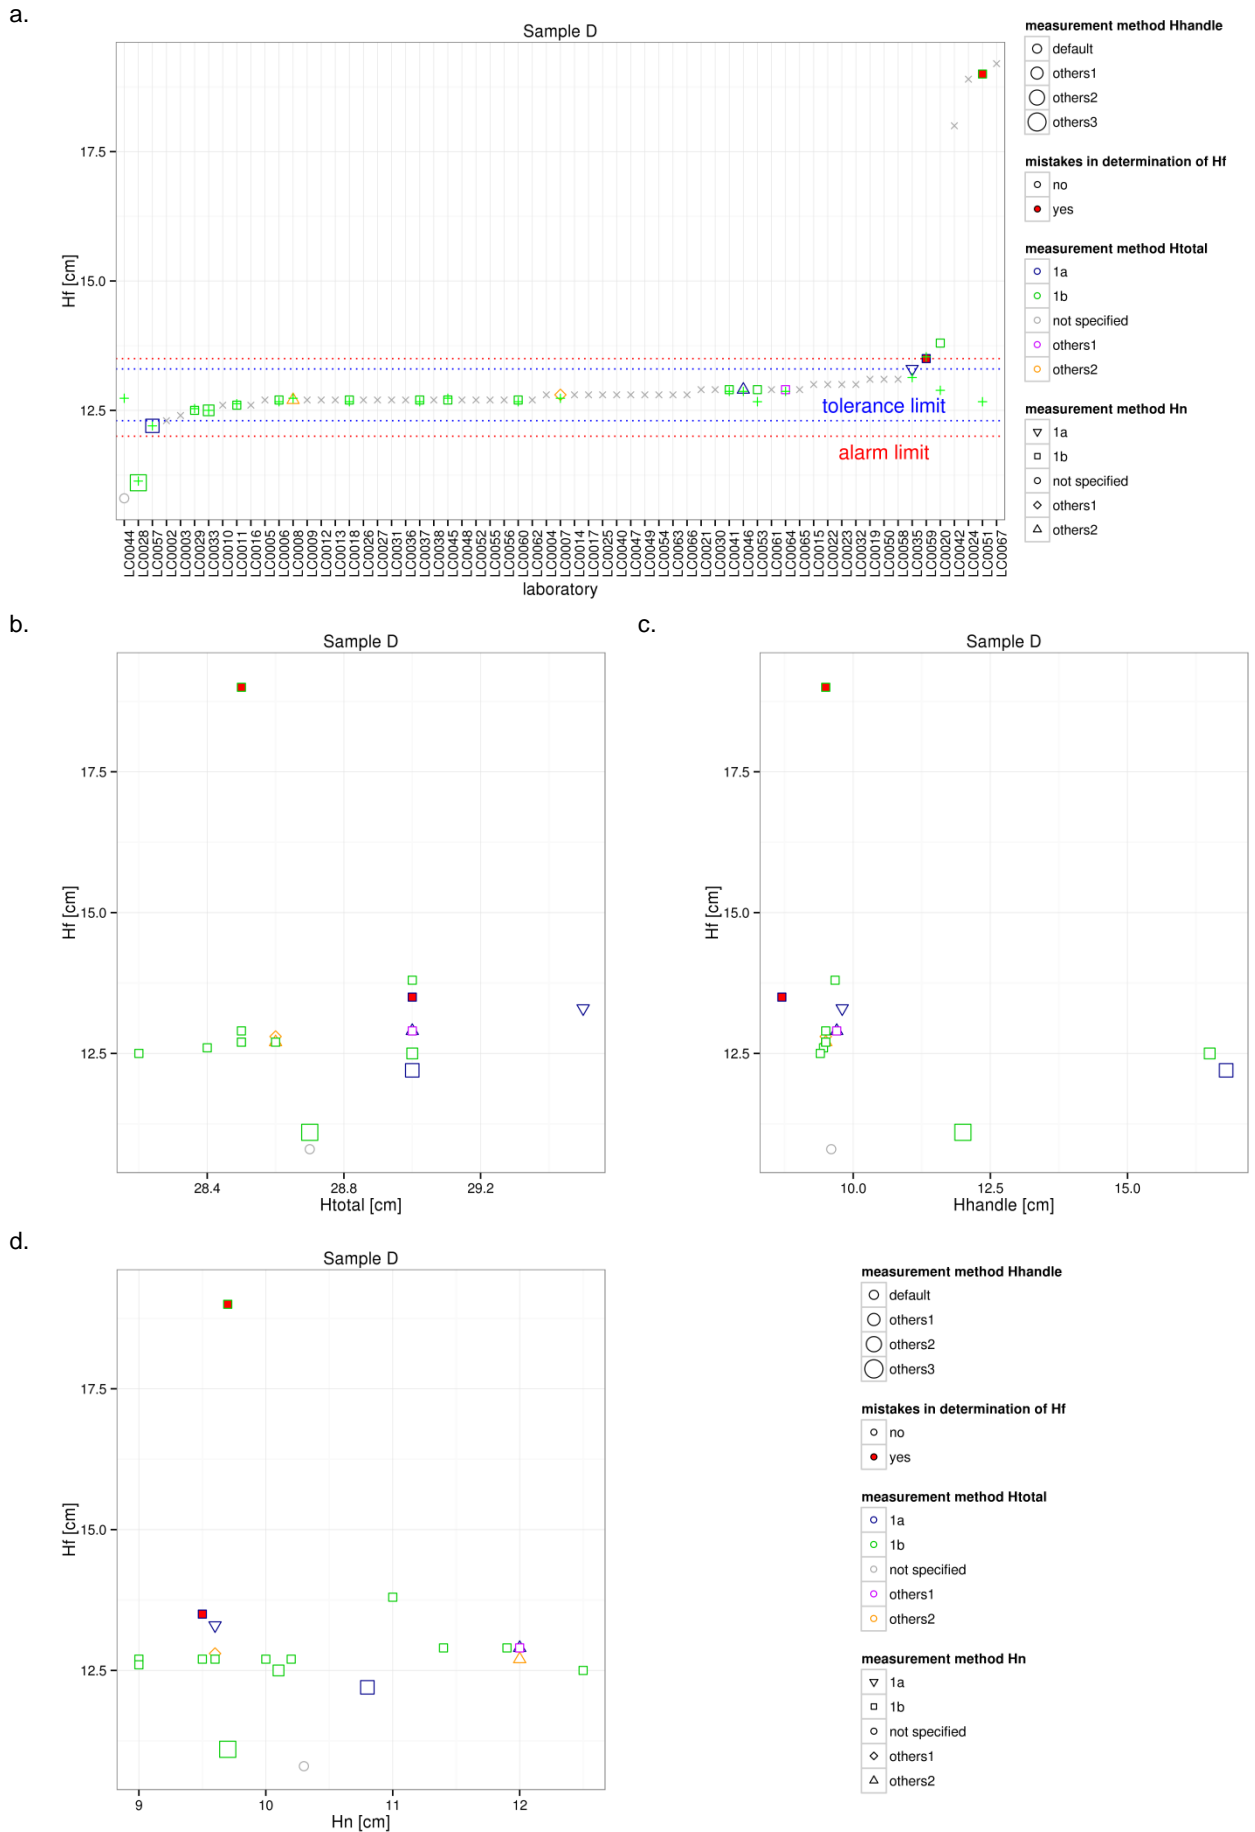 a.
Sample D
17.5
15.0
12.5
Hf [cm]
tolerance limit
alarm limit
LC0044
LC0028
LC0057
LC0002
LC0003
LC0029
LC0033
LC0010
LC0011
LC0016
LC0005
LC0006
LC0008
LC0009
LC0012
LC0013
LC0018
LC0026
LC0027
LC0031
LC0036
LC0037
LC0038
LC0045
LC0048
LC0052
LC0055
LC0056
LC0060
LC0062
LC0004
LC0007
LC0014
LC0017
LC0025
LC0040
LC0047
LC0049
LC0054
LC0063
LC0066
LC0021
LC0030
LC0041
LC0046
LC0053
LC0061
LC0064
LC0065
LC0015
LC0022
LC0023
LC0032
LC0019
LC0050
LC0058
LC0035
LC0059
LC0020
LC0042
LC0024
LC0051
LC0067
laboratory
measurement method Hhandle
default
others1
others2
others3
mistakes in determination of Hf
no
yes
measurement method Htotal
1a
1b
not specified
others1
others2
measurement method Hn
1a
1b
not specified
others1
others2
b.
Sample D
17.5
15.0
12.5
Hf [cm]
28.4 28.8 29.2
Htotal [cm]
c.
Sample D
17.5
15.0
12.5
Hf [cm]
10.0 12.5 15.0
Hhandle [cm]
d.
Sample D
17.5
15.0
12.5
Hf [cm]
9 10 11 12
Hn [cm]
measurement method Hhandle
default
others1
others2
others3
mistakes in determination of Hf
no
yes
measurement method Htotal
1a
1b
not specified
others1
others2
measurement method Hn
1a
1b
not specified
others1
others2